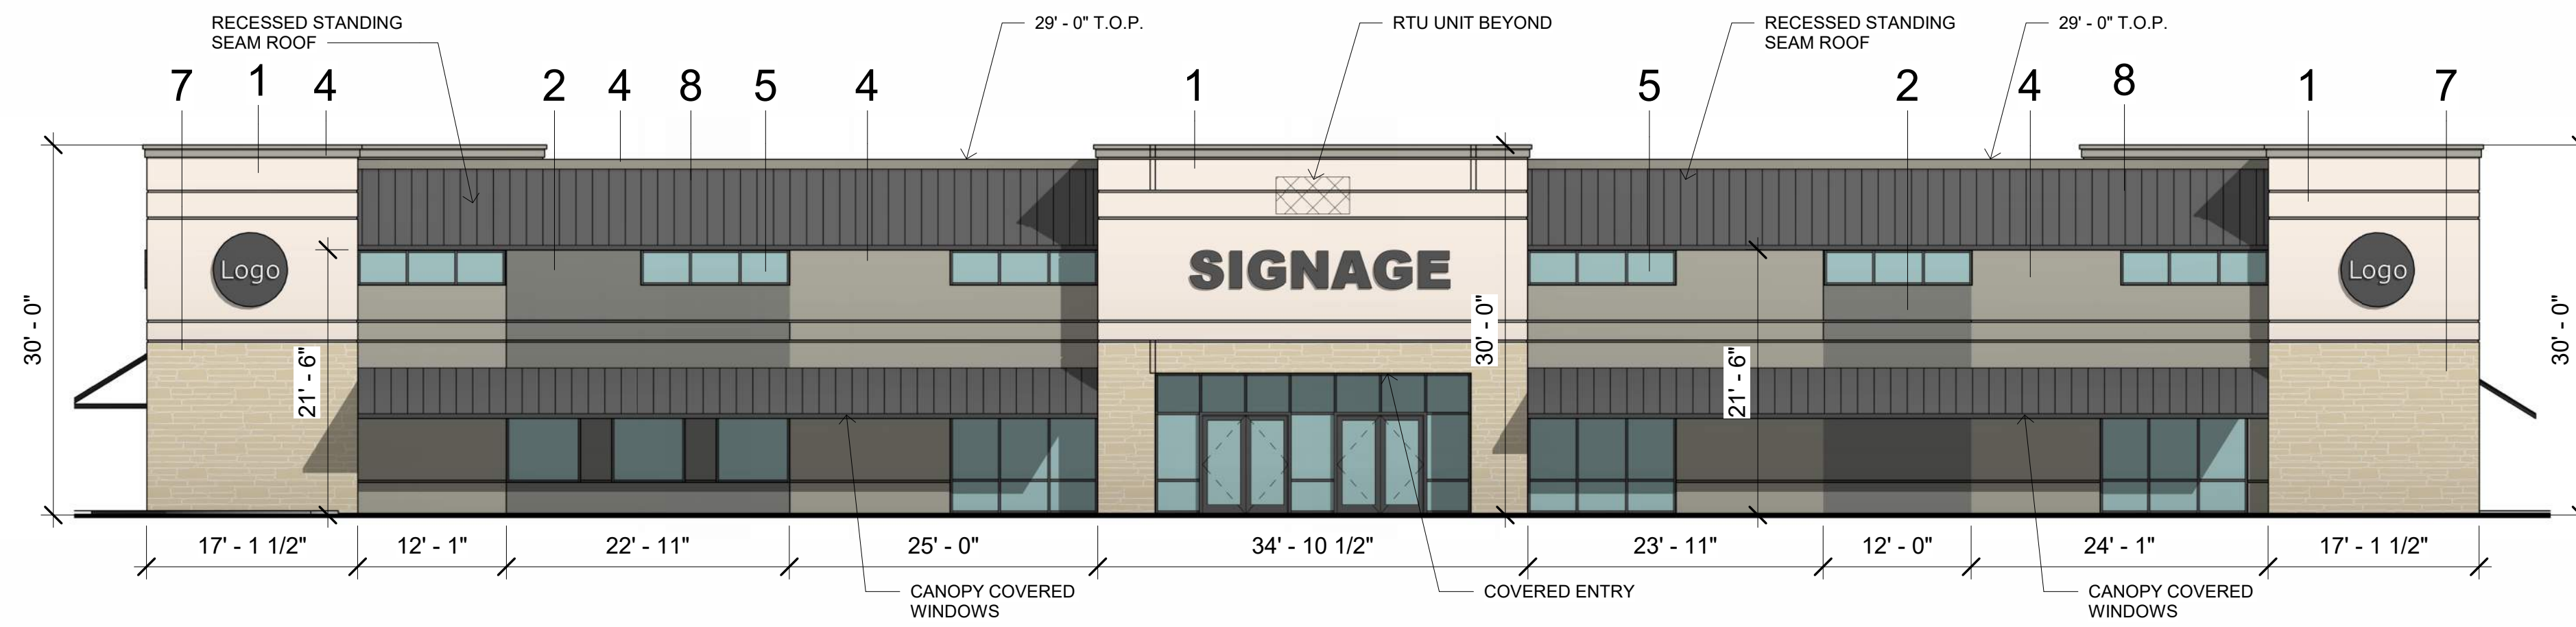 RECESSED STANDING
SEAM ROOF
29' - 0" T.O.P.
RTU UNIT BEYOND
RECESSED STANDING
SEAM ROOF
29' - 0" T.O.P.
7 1 4 2 4 8 5 4 1 5 2 4 8 1 7
Logo
SIGNAGE
Logo
30' - 0"
21' - 6"
30' - 0"
21' - 6"
30' - 0"
17' - 1 1/2" 12' - 1" 22' - 11" 25' - 0" 34' - 10 1/2" 23' - 11" 12' - 0" 24' - 1" 17' - 1 1/2"
CANOPY COVERED
WINDOWS
COVERED ENTRY
CANOPY COVERED
WINDOWS